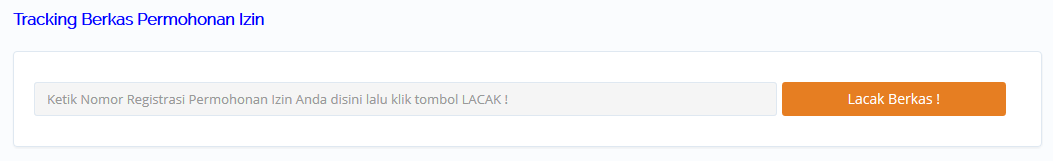 Tracking Berkas Permohonan Izin
Ketik Nomor Registrasi Permohonan Izin Anda disini lalu klik tombol LACAK !
Lacak Berkas !